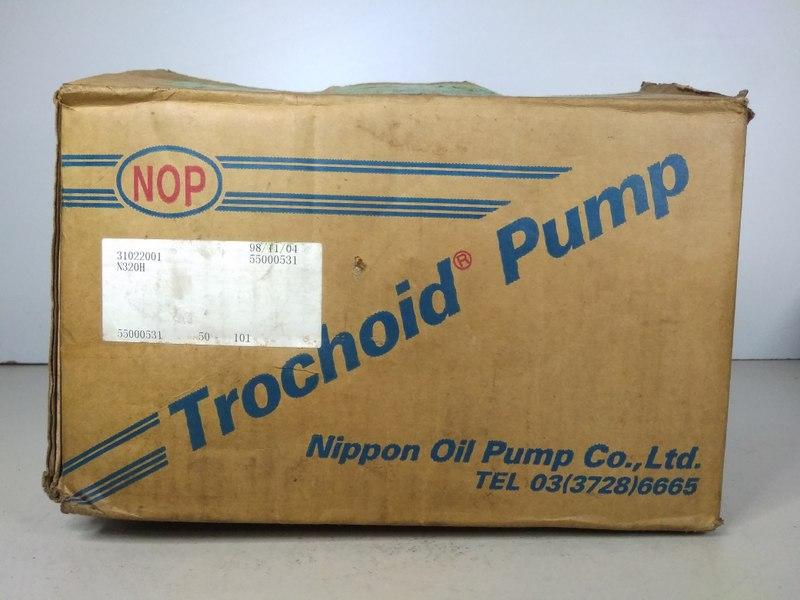 NOP
Trochoid® Pump
31022001 98/11/04
N320H 55000531
55000531 50 101
Nippon Oil Pump Co.,Ltd.
TEL 03(3728)6665